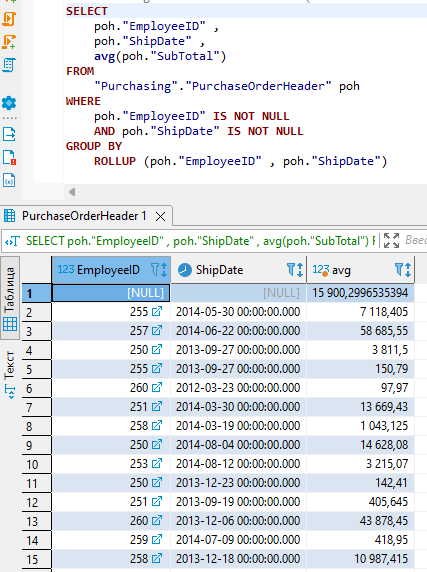 SELECT
poh."EmployeeID" ,
poh."ShipDate" ,
avg(poh."SubTotal")
FROM
"Purchasing"."PurchaseOrderHeader" poh
WHERE
poh."EmployeeID" IS NOT NULL
AND poh."ShipDate" IS NOT NULL
GROUP BY
ROLLUP (poh."EmployeeID" , poh."ShipDate")
PurchaseOrderHeader 1
SELECT poh."EmployeeID" , poh."ShipDate" , avg(poh."SubTotal") F
Введ
Таблица
Текст
123 EmployeeID ShipDate 123 avg
1 [NULL] [NULL] 15 900,2996535394
2 255 2014-05-30 00:00:00.000 7 118,405
3 257 2014-06-22 00:00:00.000 58 685,55
4 250 2013-09-27 00:00:00.000 3 811,5
5 255 2013-09-27 00:00:00.000 150,79
6 260 2012-03-23 00:00:00.000 97,97
7 251 2014-03-30 00:00:00.000 13 669,43
8 258 2014-03-19 00:00:00.000 1 043,125
9 250 2014-08-04 00:00:00.000 14 628,08
10 253 2014-08-12 00:00:00.000 3 215,07
11 250 2013-12-23 00:00:00.000 142,41
12 251 2013-09-19 00:00:00.000 405,645
13 260 2013-12-06 00:00:00.000 43 878,45
14 259 2014-07-09 00:00:00.000 418,95
15 258 2013-12-18 00:00:00.000 10 987,415